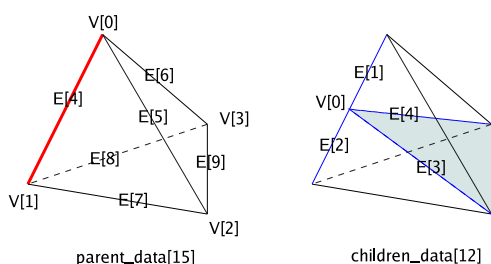 V[0]
E[4]
E[6]
E[5]
V[3]
E[8]
E[9]
V[1]
E[7]
V[2]
parent_data[15]
E[1]
V[0]
E[4]
E[2]
E[3]
children_data[12]